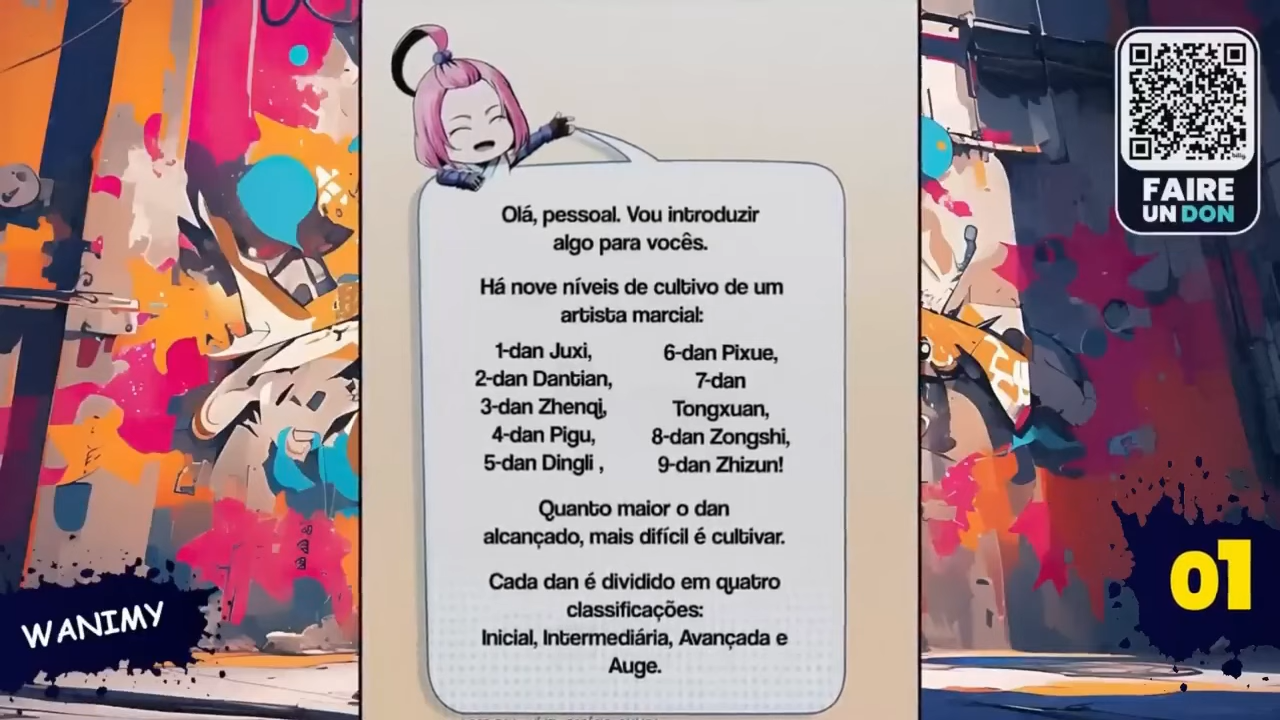 Olá, pessoal. Vou introduzir
algo para vocês.
Há nove níveis de cultivo de um
artista marcial:
1-dan Juxi,
2-dan Dantian,
3-dan Zhenqi,
4-dan Pigu,
5-dan Dingli ,
6-dan Pixue,
7-dan
Tongxuan,
8-dan Zongshi,
9-dan Zhizun!
Quanto maior o dan
alcançado, mais difícil é cultivar.
Cada dan é dividido em quatro
classificações:
Inicial, Intermediária, Avançada e
Auge.
FAIRE
UN DON
WANIMY
01